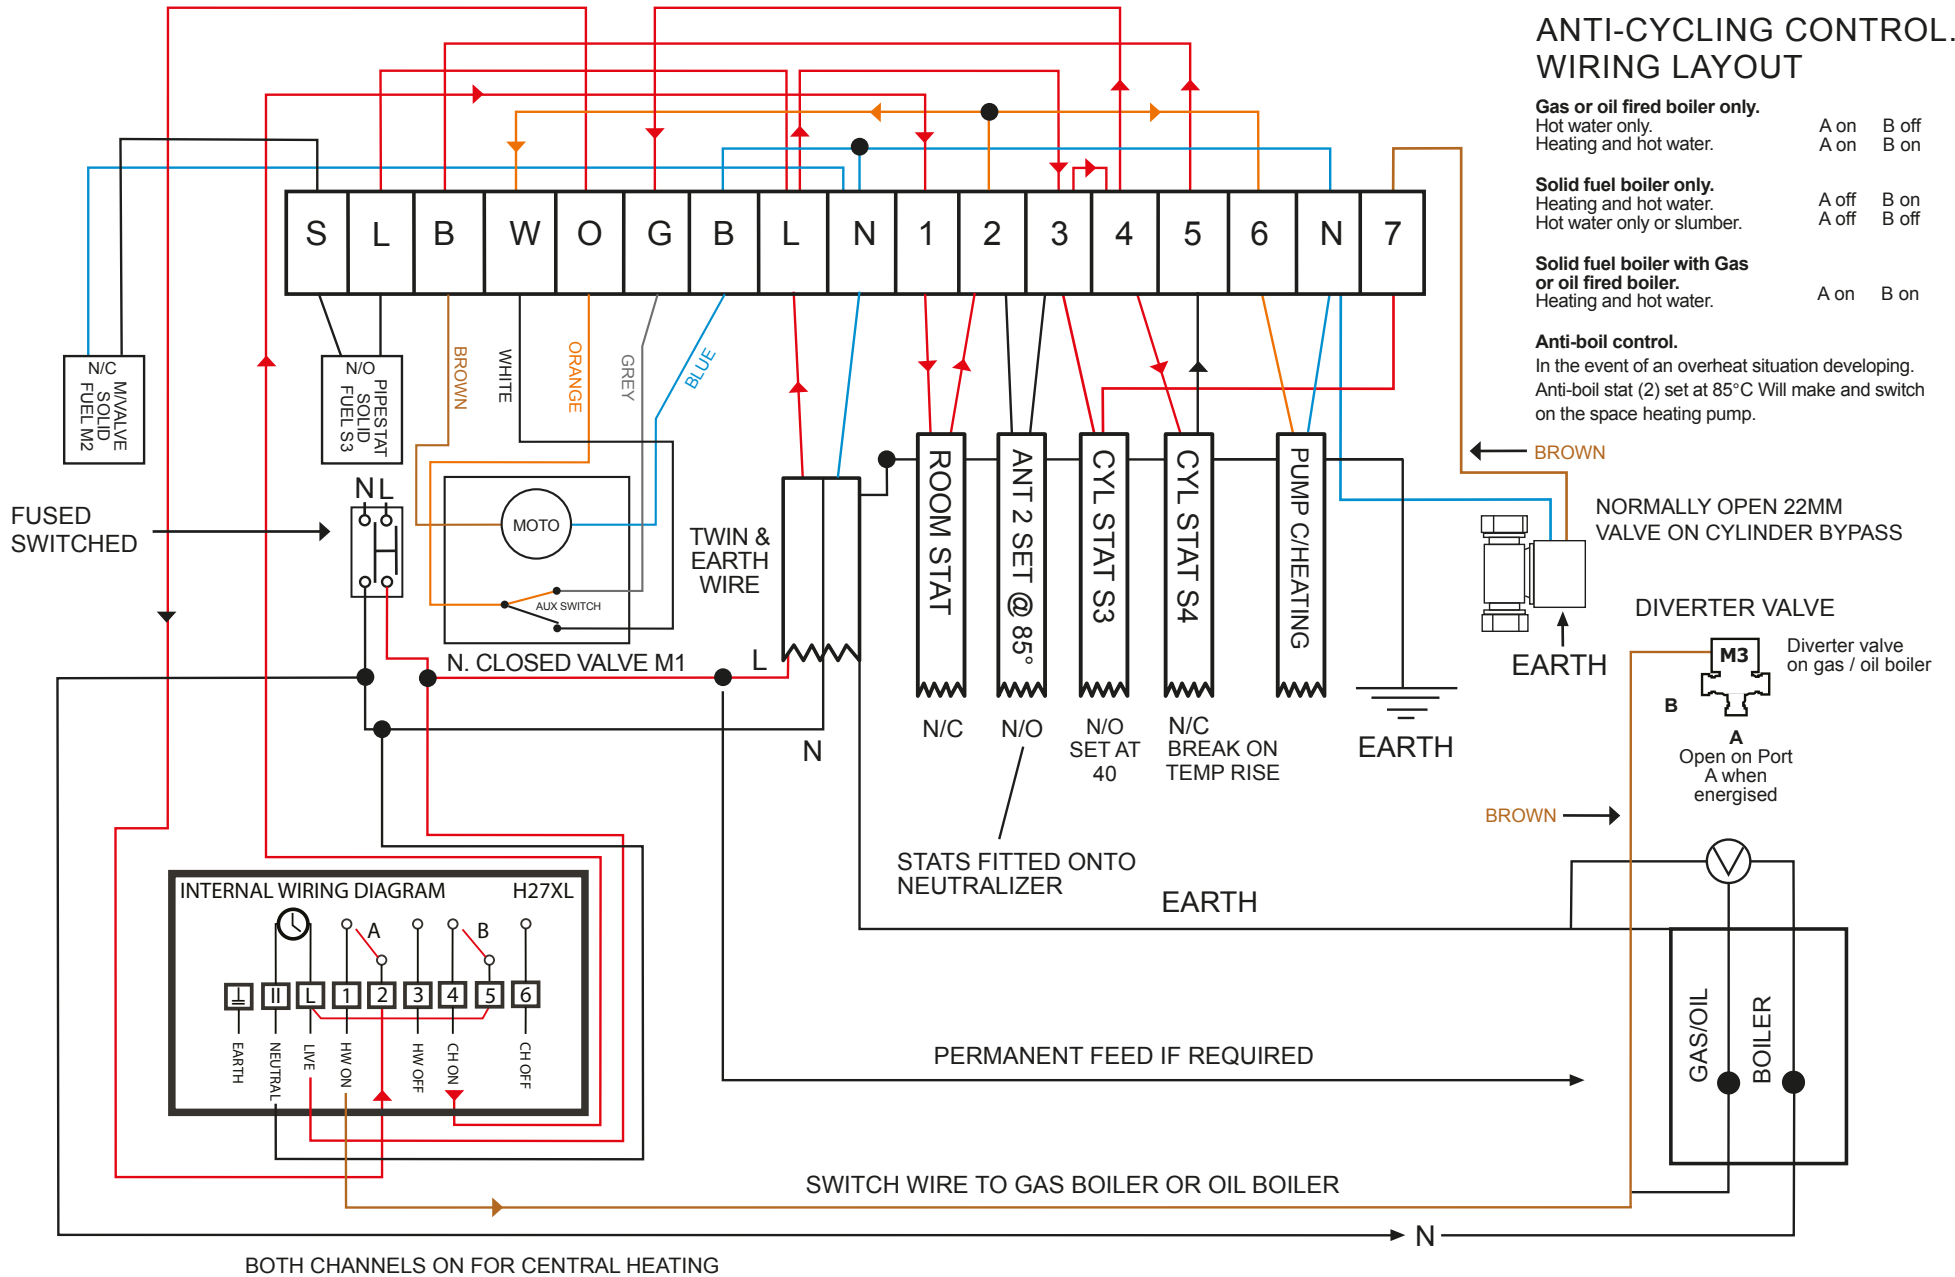 ANTI-CYCLING CONTROL.
WIRING LAYOUT
Gas or oil fired boiler only.
Hot water only. A on B off
Heating and hot water. A on B on
Solid fuel boiler only.
Heating and hot water. A off B on
Hot water only or slumber. A off B off
Solid fuel boiler with Gas
or oil fired boiler.
Heating and hot water. A on B on
Anti-boil control.
In the event of an overheat situation developing.
Anti-boil stat (2) set at 85°C Will make and switch
on the space heating pump.
S L B W O G B L N 1 2 3 4 5 6 N 7
N/C
M/VALVE
SOLID
FUEL M2
N/O
PIPESTAT
SOLID
FUEL S3
BROWN
WHITE
ORANGE
GREY
BLUE
N L
FUSED
SWITCHED
MOTO
AUX SWITCH
N. CLOSED VALVE M1
TWIN &
EARTH
WIRE
L
N
ROOM STAT
N/C
ANT 2 SET @ 85°
N/O
CYL STAT S3
N/O
SET AT
40
CYL STAT S4
N/C
BREAK ON
TEMP RISE
PUMP C/HEATING
EARTH
STATS FITTED ONTO
NEUTRALIZER
BROWN
NORMALLY OPEN 22MM
VALVE ON CYLINDER BYPASS
EARTH
DIVERTER VALVE
M3
Diverter valve
on gas / oil boiler
B
A
Open on Port
A when
energised
BROWN
EARTH
GAS/OIL
BOILER
PERMANENT FEED IF REQUIRED
SWITCH WIRE TO GAS BOILER OR OIL BOILER
N
INTERNAL WIRING DIAGRAM H27XL
A B
L 1 2 3 4 5 6
EARTH
NEUTRAL
LIVE
HW ON
HW OFF
CH ON
CH OFF
BOTH CHANNELS ON FOR CENTRAL HEATING